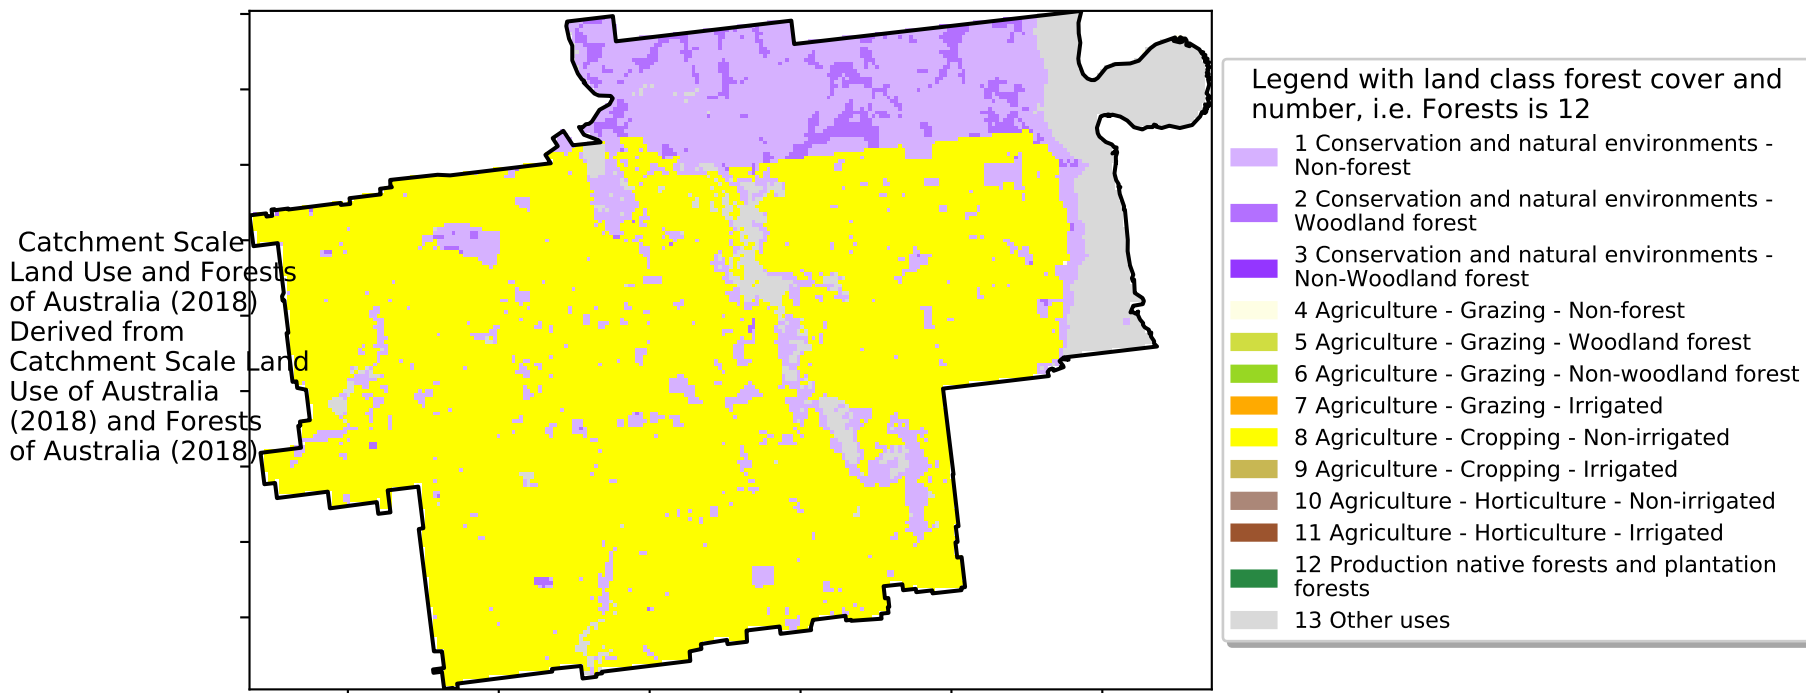 Catchment Scale
Land Use and Forests
of Australia (2018)
Derived from
Catchment Scale Land
Use of Australia
(2018) and Forests
of Australia (2018)
Legend with land class forest cover and
number, i.e. Forests is 12
1 Conservation and natural environments -
Non-forest
2 Conservation and natural environments -
Woodland forest
3 Conservation and natural environments -
Non-Woodland forest
4 Agriculture - Grazing - Non-forest
5 Agriculture - Grazing - Woodland forest
6 Agriculture - Grazing - Non-woodland forest
7 Agriculture - Grazing - Irrigated
8 Agriculture - Cropping - Non-irrigated
9 Agriculture - Cropping - Irrigated
10 Agriculture - Horticulture - Non-irrigated
11 Agriculture - Horticulture - Irrigated
12 Production native forests and plantation
forests
13 Other uses